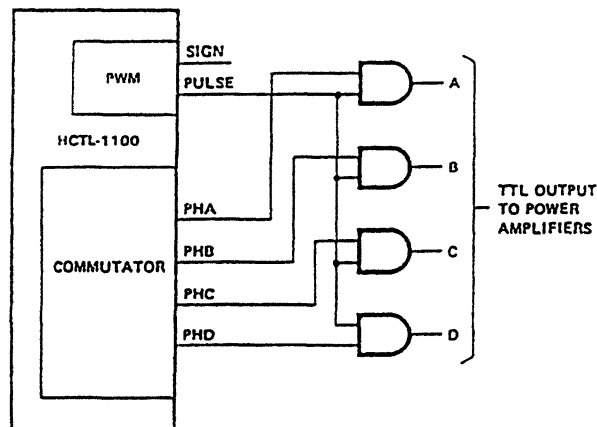 SIGN
PWM
PULSE
A
HCTL-1100
B
PHA
TTL OUTPUT
TO POWER
AMPLIFIERS
PHB
COMMUTATOR
C
PHC
PHD
D